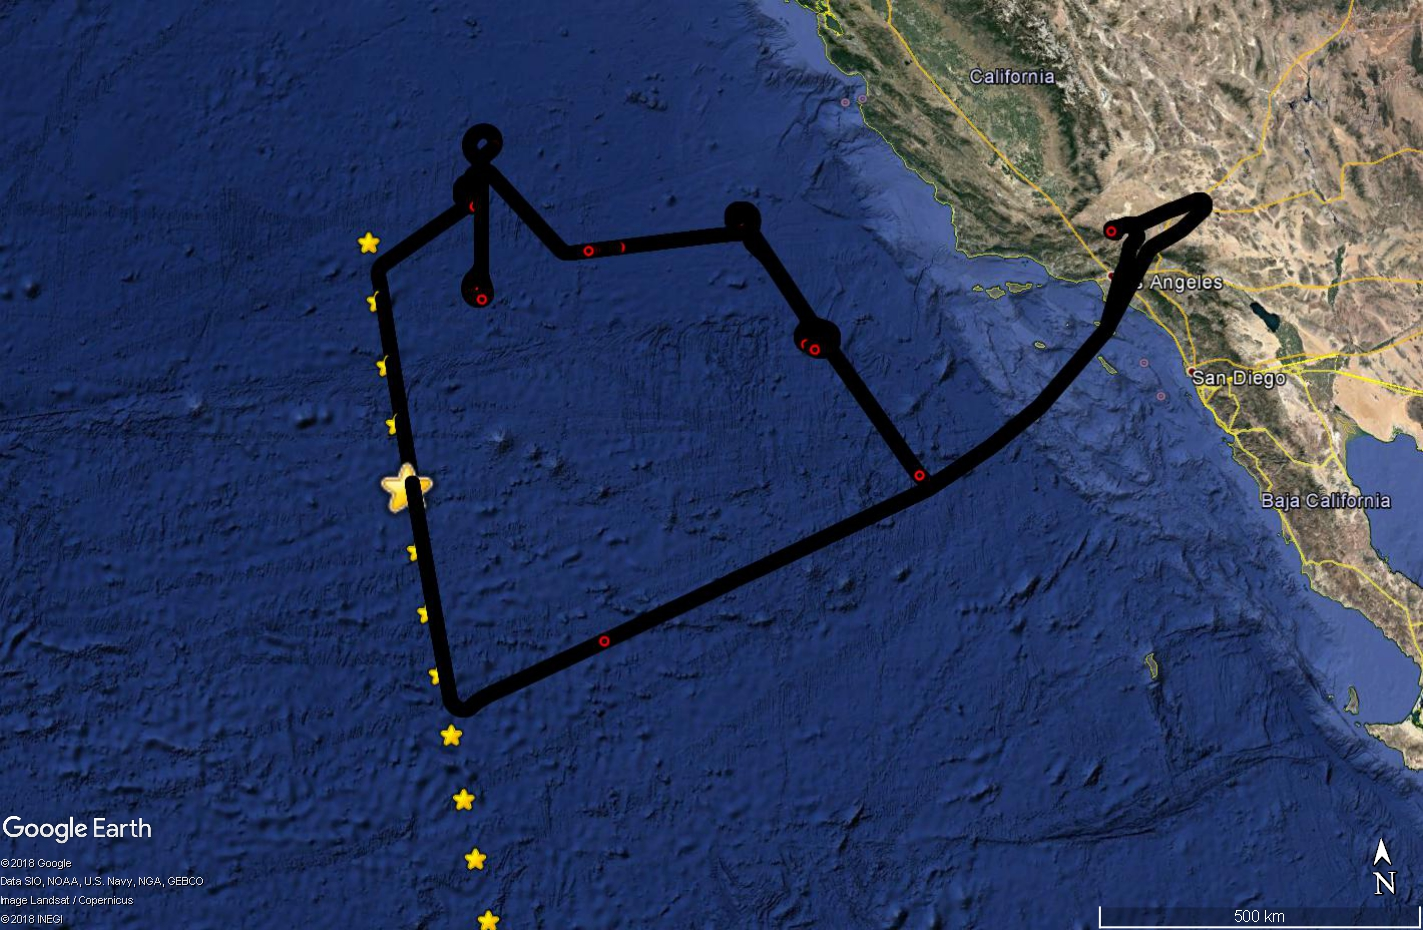 California
s Angeles
San Diego
Baja California
Google Earth
©2018 Google
Data SIO, NOAA, U.S. Navy, NGA, GEBCO
Image Landsat / Copernicus
©2018 INEGI
N
500 km